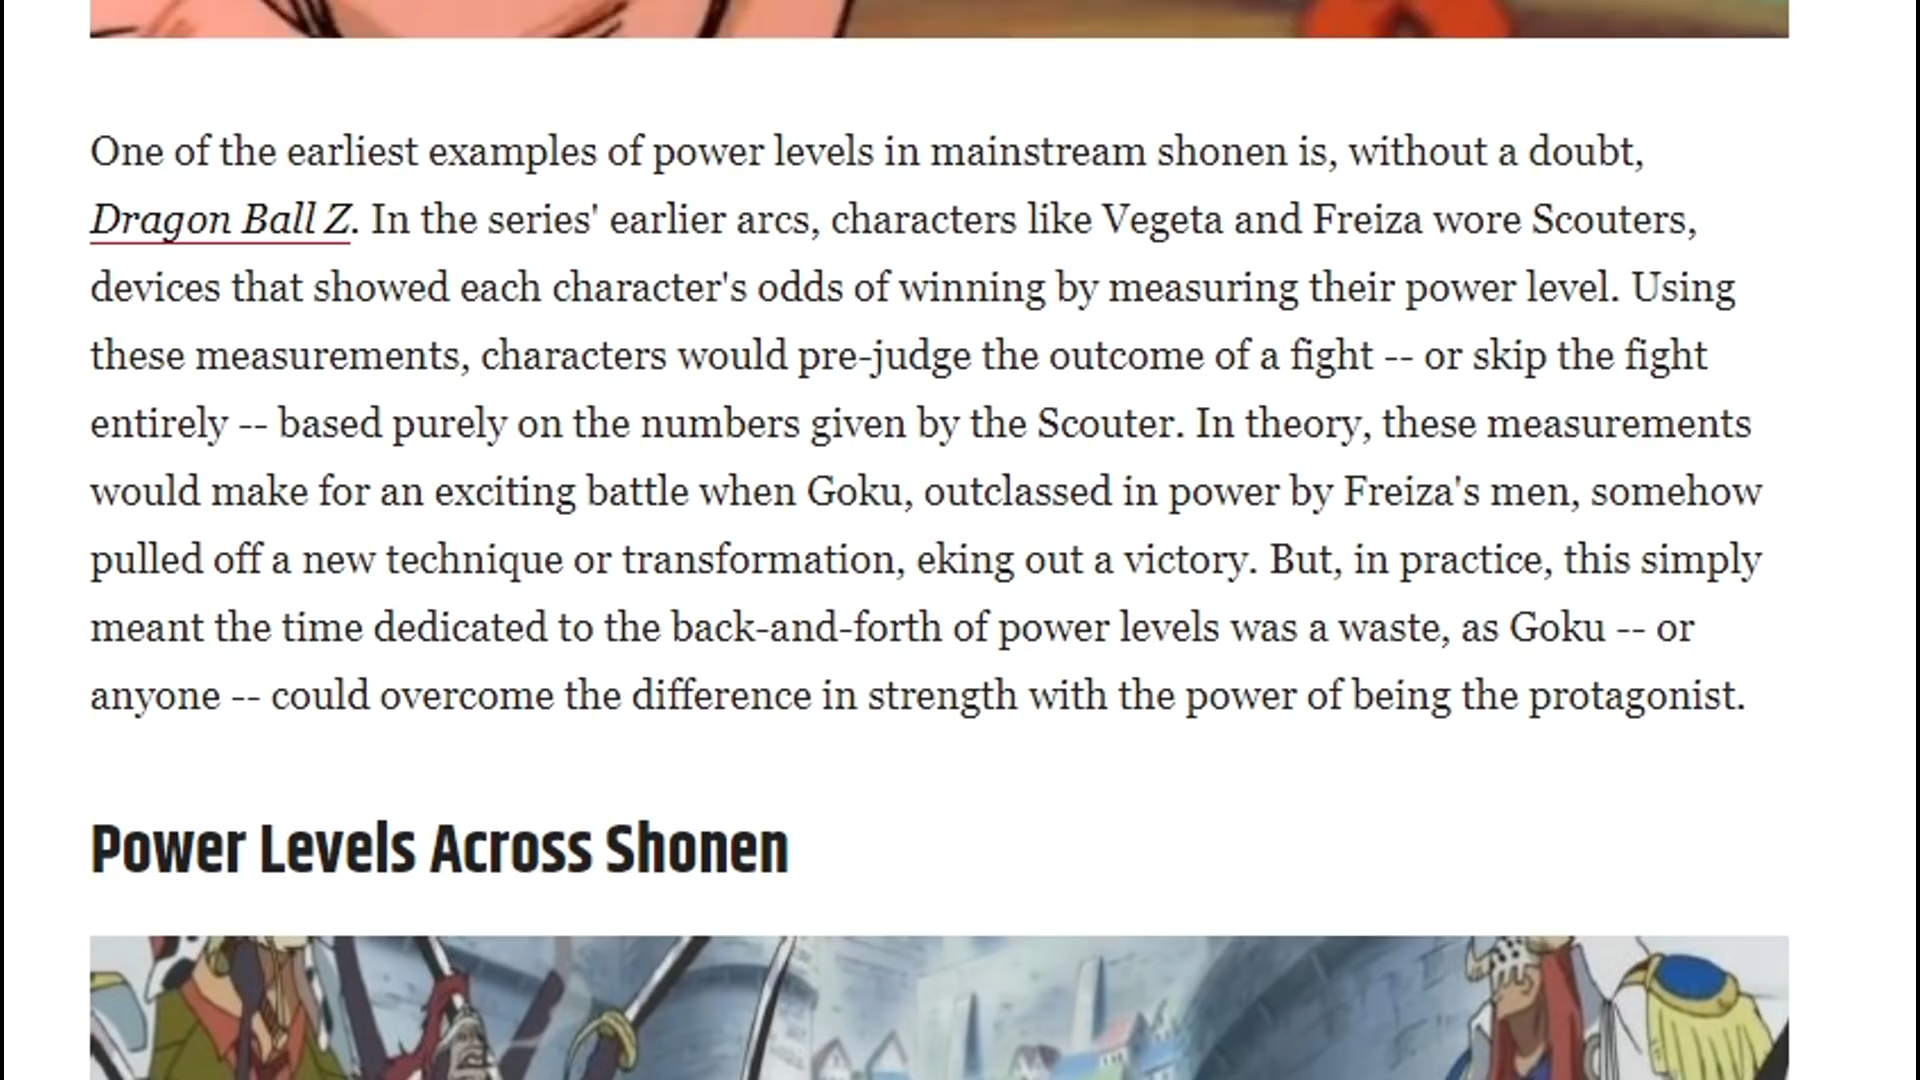 One of the earliest examples of power levels in mainstream shonen is, without a doubt,
Dragon Ball Z. In the series' earlier arcs, characters like Vegeta and Freiza wore Scouters,
devices that showed each character's odds of winning by measuring their power level. Using
these measurements, characters would pre-judge the outcome of a fight -- or skip the fight
entirely -- based purely on the numbers given by the Scouter. In theory, these measurements
would make for an exciting battle when Goku, outclassed in power by Freiza's men, somehow
pulled off a new technique or transformation, eking out a victory. But, in practice, this simply
meant the time dedicated to the back-and-forth of power levels was a waste, as Goku -- or
anyone -- could overcome the difference in strength with the power of being the protagonist.
Power Levels Across Shonen